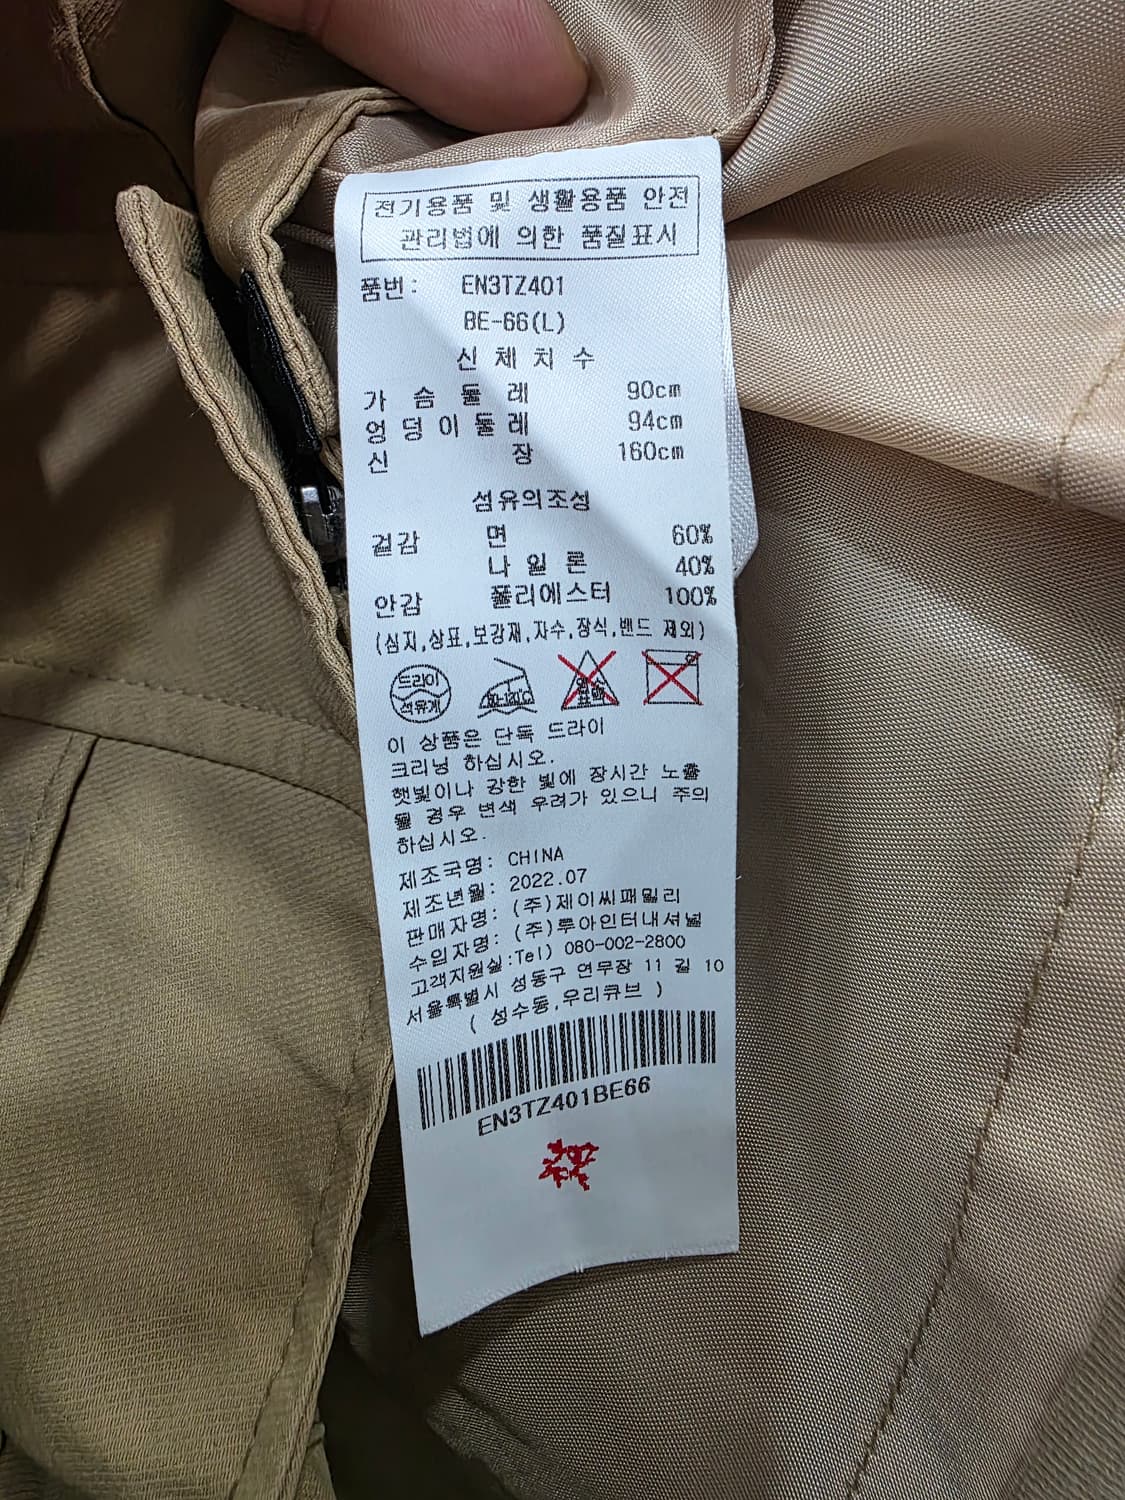 전기용품 및 생활용품 안전
관리법에 의한 품질표시
품번: EN3TZ401
BE-66(L)
신 체 치 수
가 슴 둘 레 90cm
엉 덩 이 둘 레 94cm
신 장 160cm
섬유의조성
겉감 면 60%
나 일 론 40%
안감 폴리에스터 100%
(심지,상표,보강재,자수,장식,밴드 제외)
드라이
석유계
이 상품은 단독 드라이
크리닝 하십시오.
햇빛이나 강한 빛에 장시간 노출
될 경우 변색 우려가 있으니 주의
하십시오.
제조국명: CHINA
제조년월: 2022.07
판매자명: (주)제이씨패밀리
수입자명: (주)루아인터내셔널
고객지원실:Tel) 080-002-2800
서울특별시 성동구 연무장 11 길 10
( 성수동,우리큐브 )
EN3TZ401BE66